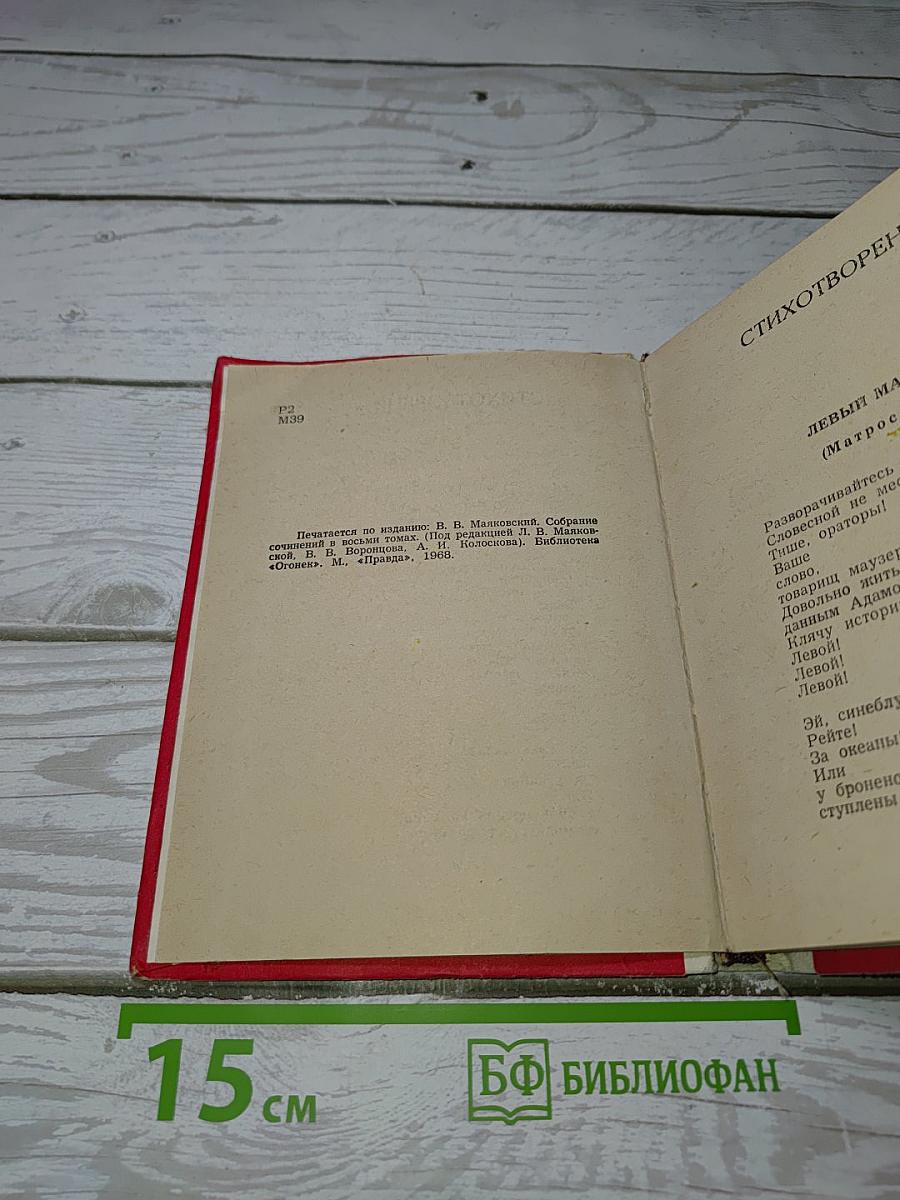 Р2
М39
Печатается по изданию: В. В. Маяковский. Собрание
сочинений в восьми томах. (Под редакцией Л. В. Маяков-
ской, В. В. Воронцова, А. И. Колоскова). Библиотека
«Огонек». М., «Правда», 1968.
СТИХОТВОРЕН
ЛЕВЫЙ МА
(Матрос
Разворачивайтесь
Словесной не мес
Тише, ораторы!
Ваше
слово,
товарищ маузер
Довольно жить
данным Адамо
Клячу истори
Левой!
Левой!
Левой!
Эй, синеблу
Рейте!
За океаны!
Или
у бронено
ступлены
15 см
БФ БИБЛИОФАН